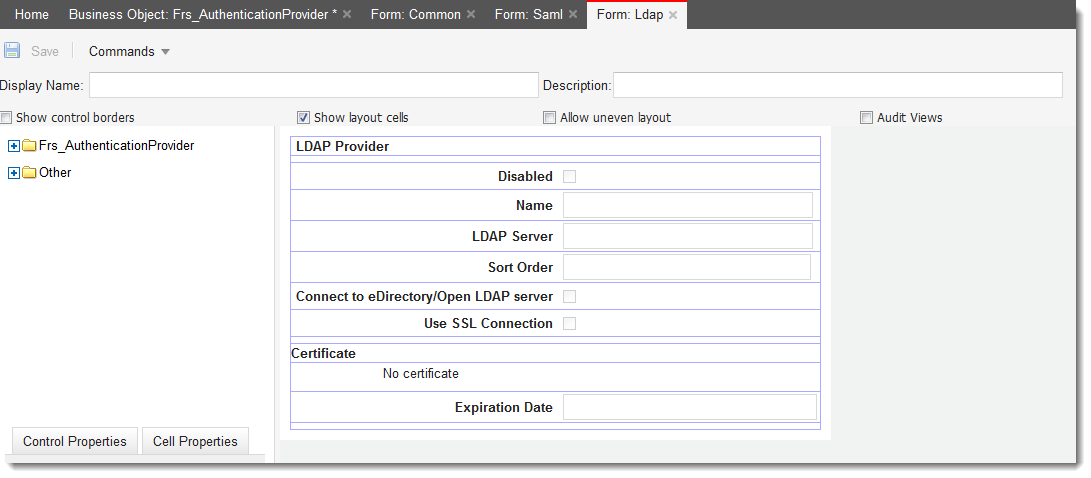 Home Business Object: Frs_AuthenticationProvider * Form: Common Form: Saml Form: Ldap
Save Commands
Display Name: Description:
Show control borders Show layout cells Allow uneven layout Audit Views
Frs_AuthenticationProvider
Other
LDAP Provider
Disabled
Name
LDAP Server
Sort Order
Connect to eDirectory/Open LDAP server
Use SSL Connection
Certificate
No certificate
Expiration Date
Control Properties Cell Properties